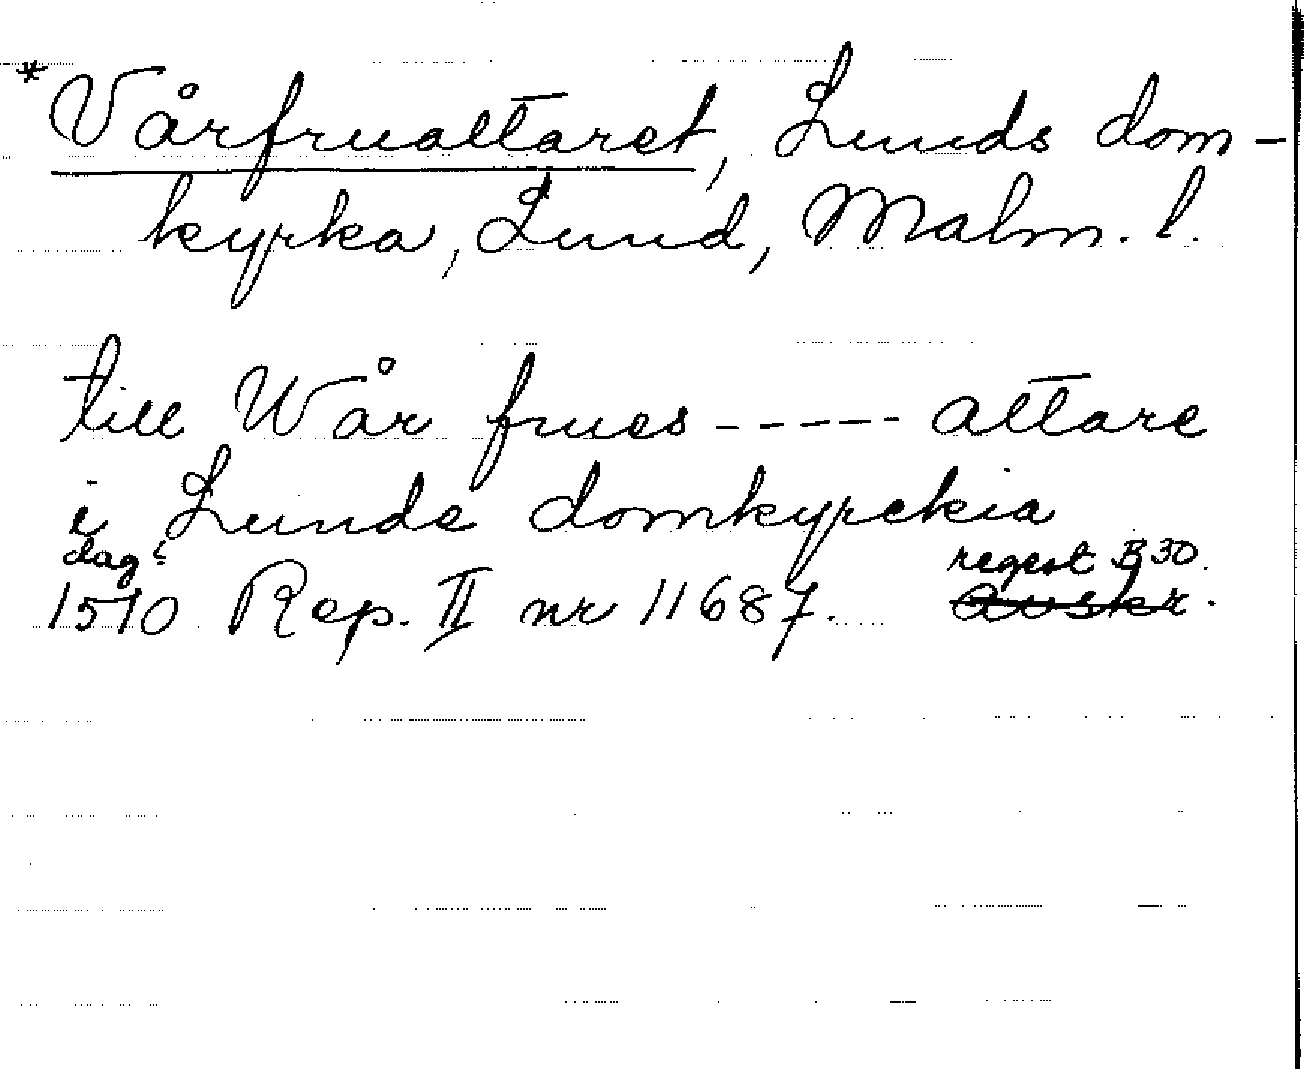 *Vårfrualtaret, Lunds dom-
kyrka, Lund, Malm. l.
till Wår frues ----- altare
i Lunde domkyrckia
dag? regest B 30.
1510 Rep. II nr 11687. avskr.